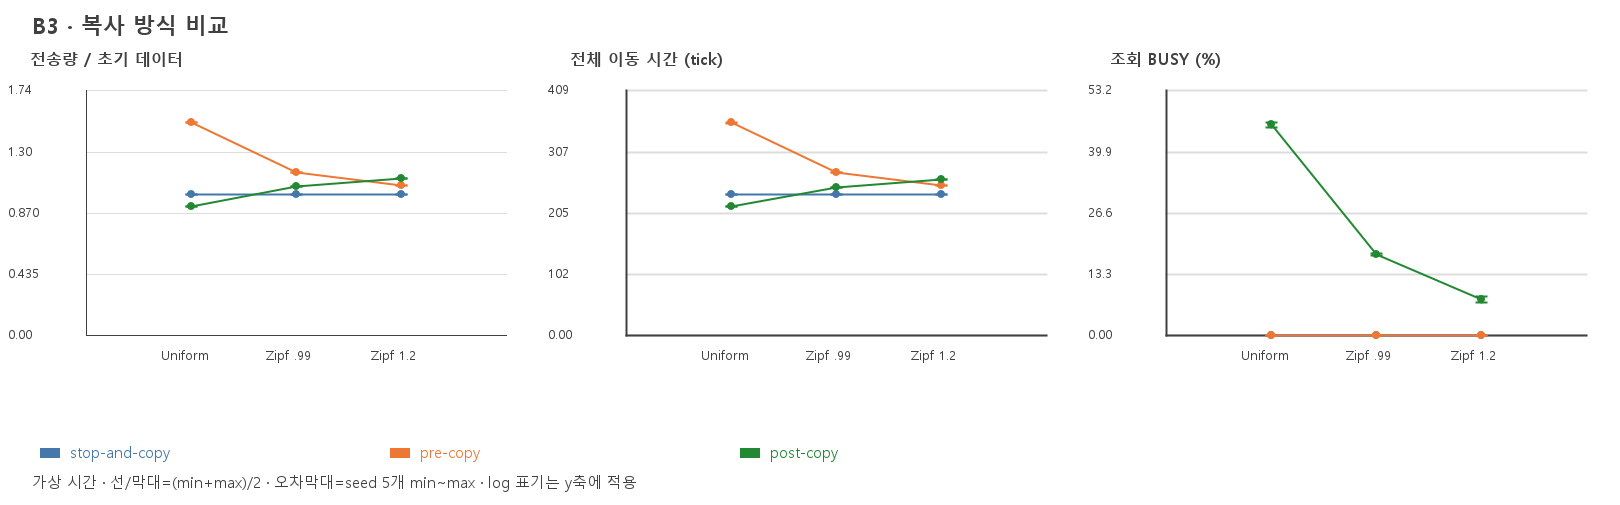 B3 · 복사 방식 비교
전송량 / 초기 데이터
1.74
1.30
0.870
0.435
0.00
Uniform Zipf .99 Zipf 1.2
전체 이동 시간 (tick)
409
307
205
102
0.00
Uniform Zipf .99 Zipf 1.2
조회 BUSY (%)
53.2
39.9
26.6
13.3
0.00
Uniform Zipf .99 Zipf 1.2
stop-and-copy pre-copy post-copy
가상 시간 · 선/막대=(min+max)/2 · 오차막대=seed 5개 min~max · log 표기는 y축에 적용